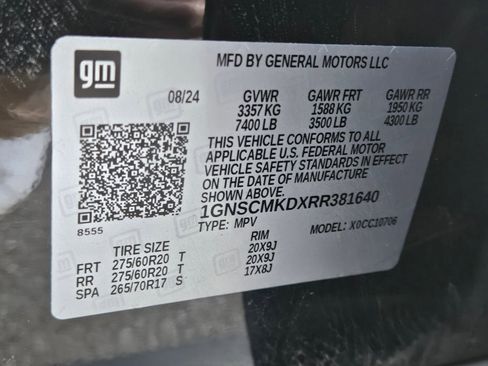 gm
MFD BY GENERAL MOTORS LLC
08/24 GVWR GAWR FRT GAWR RR
3357 KG 1588 KG 1950 KG
7400 LB 3500 LB 4300 LB
THIS VEHICLE CONFORMS TO ALL
APPLICABLE U.S. FEDERAL MOTOR
VEHICLE SAFETY STANDARDS IN EFFECT
ON THE DATE OF MANUFACTURE
SHOWN ABOVE.
1GNSCMKDXRR381640
8555
TYPE: MPV MODEL: X0CC10706
TIRE SIZE RIM
FRT 275/60R20 T 20X9J
RR 275/60R20 T 20X9J
SPA 265/70R17 S 17X8J